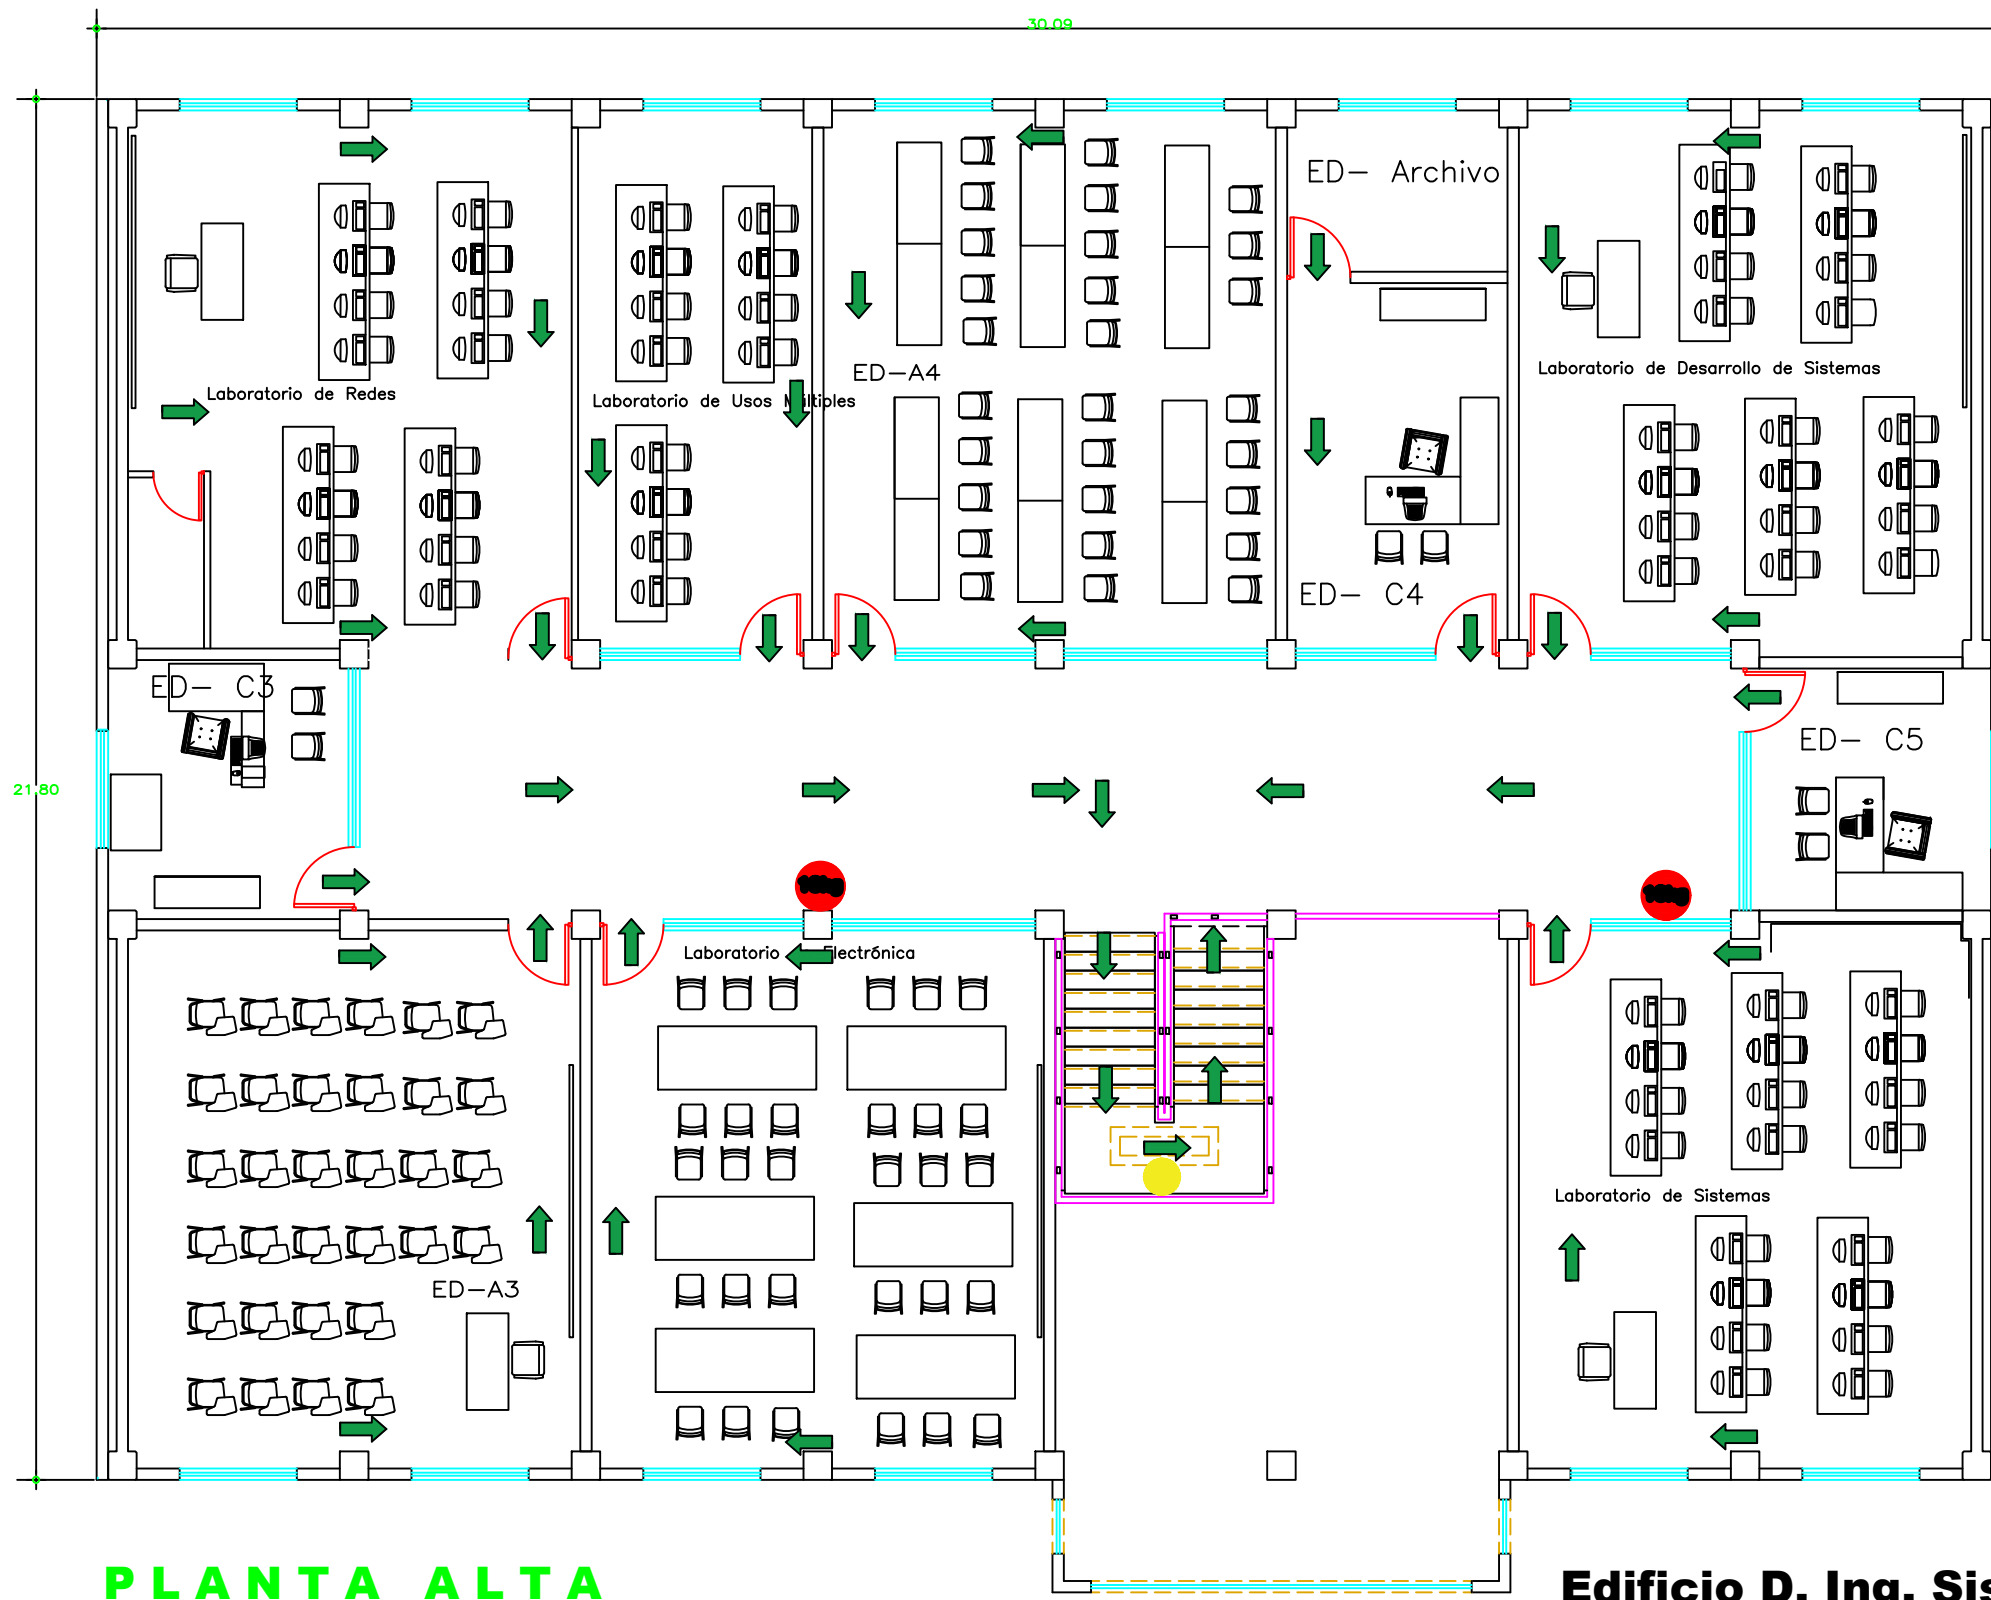 30.09
ED- Archivo
Laboratorio de Desarrollo de Sistemas
ED-A4
Laboratorio de Redes
Laboratorio de Usos Múltiples
ED- C4
ED- C3
ED- C5
21.80
Laboratorio Electrónica
Laboratorio de Sistemas
ED-A3
PLANTA ALTA
Edificio D. Ing. Sis